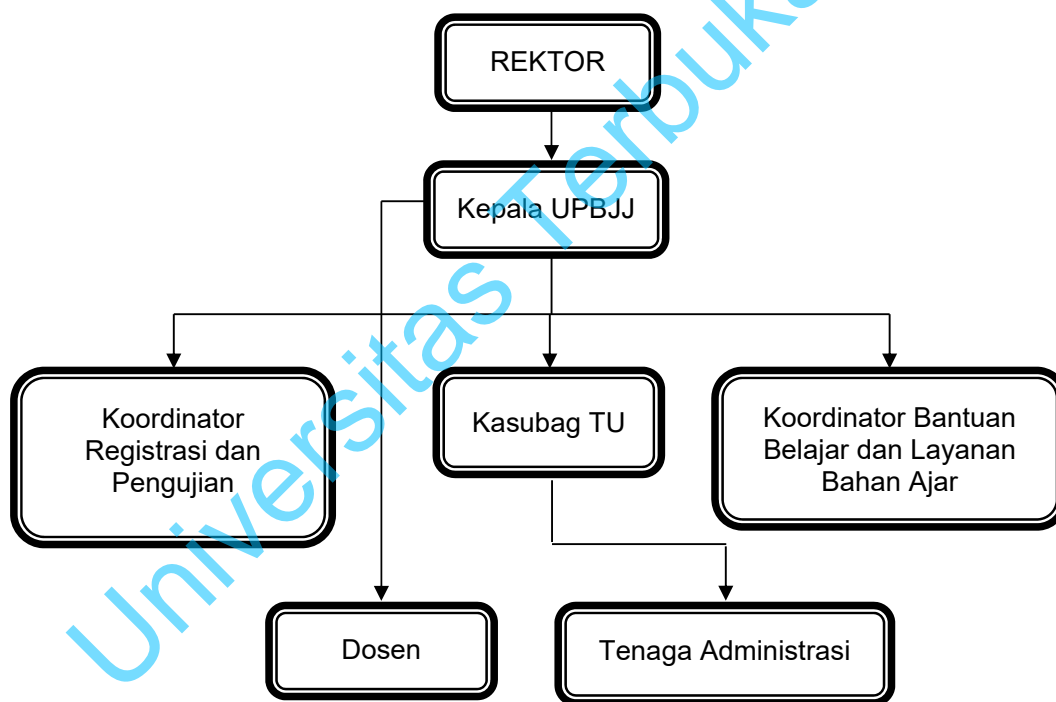 REKTOR
Kepala UPBJJ
Koordinator
Registrasi dan
Pengujian
Kasubag TU
Koordinator Bantuan
Belajar dan Layanan
Bahan Ajar
Dosen
Tenaga Administrasi
Universitas Terbuka